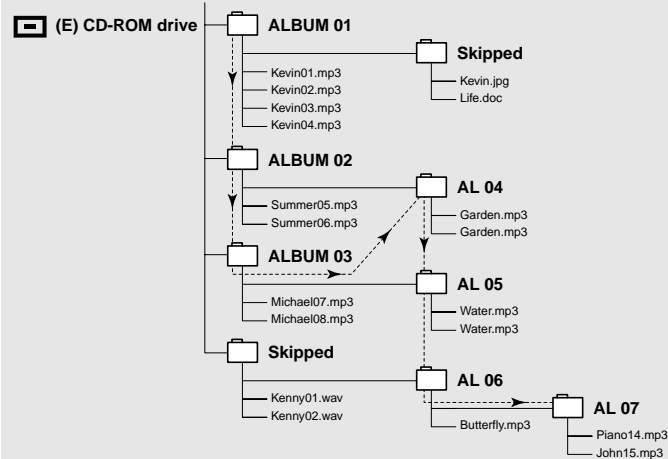 (E) CD-ROM drive
ALBUM 01
Kevin01.mp3
Kevin02.mp3
Kevin03.mp3
Kevin04.mp3
Skipped
Kevin.jpg
Life.doc
ALBUM 02
Summer05.mp3
Summer06.mp3
AL 04
Garden.mp3
Garden.mp3
ALBUM 03
Michael07.mp3
Michael08.mp3
AL 05
Water.mp3
Water.mp3
Skipped
Kenny01.wav
Kenny02.wav
AL 06
Butterfly.mp3
AL 07
Piano14.mp3
John15.mp3